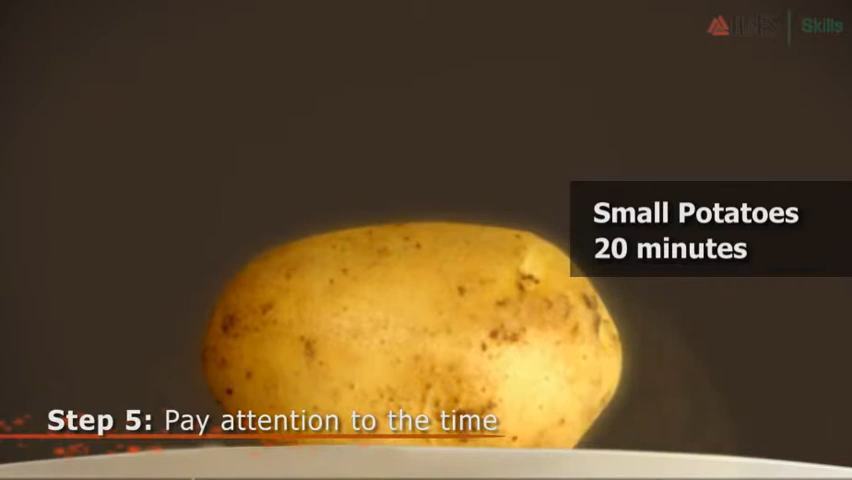 Skills
Small Potatoes
20 minutes
Step 5: Pay attention to the time